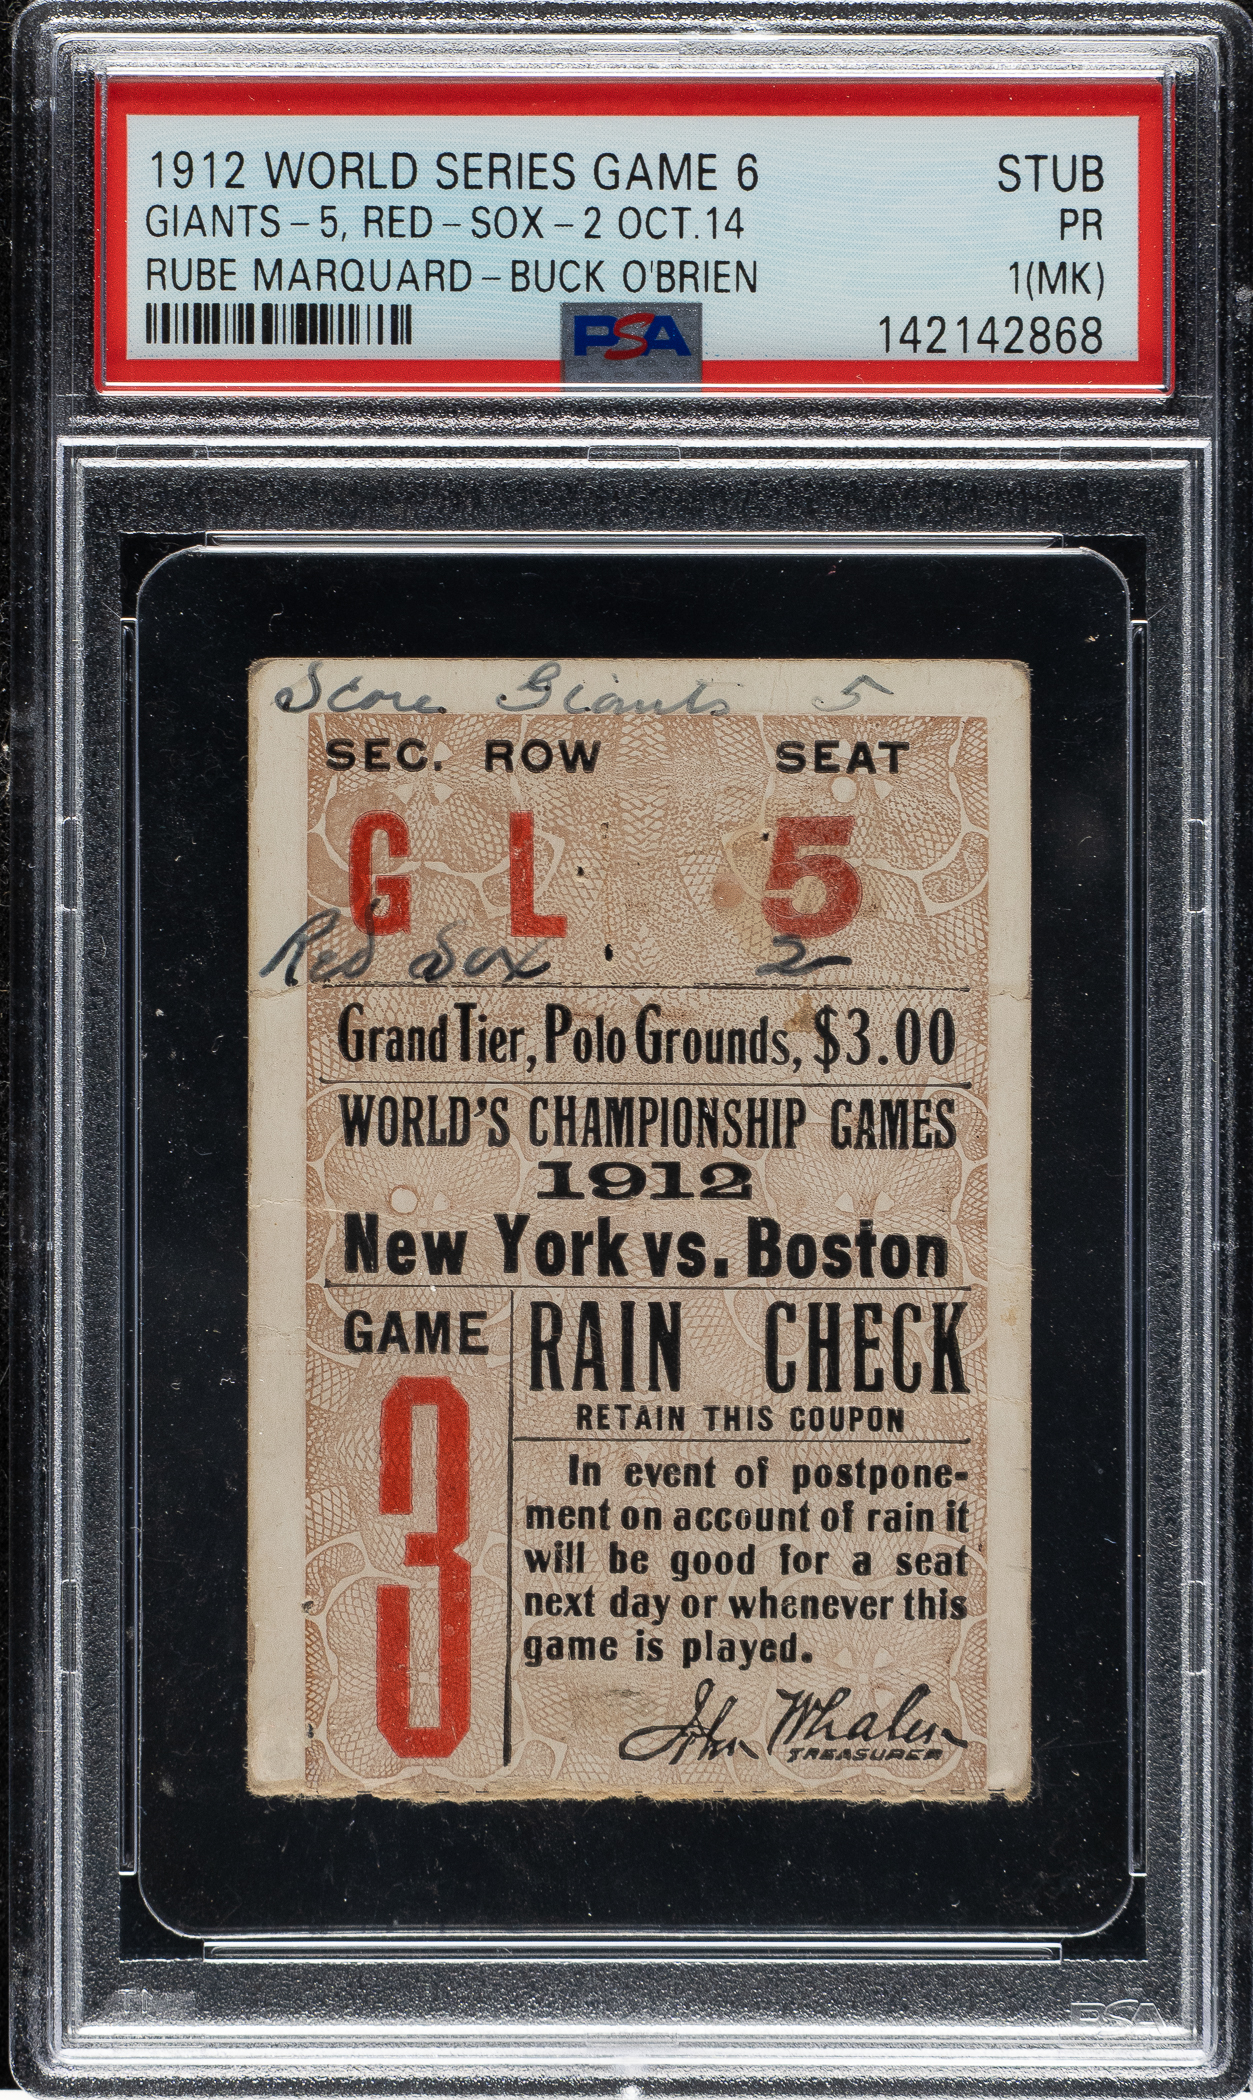 1912 WORLD SERIES GAME 6 STUB
GIANTS-5, RED-SOX-2 OCT.14 PR
RUBE MARQUARD-BUCK O'BRIEN 1(MK)
PSA 142142868
Score Giants 5
SEC. ROW SEAT
G L 5
Red Sox 2
Grand Tier, Polo Grounds, $3.00
WORLD'S CHAMPIONSHIP GAMES
1912
New York vs. Boston
GAME
3
RAIN CHECK
RETAIN THIS COUPON
In event of postpone-
ment on account of rain it
will be good for a seat
next day or whenever this
game is played.
John Whalen
TREASURER
PSA